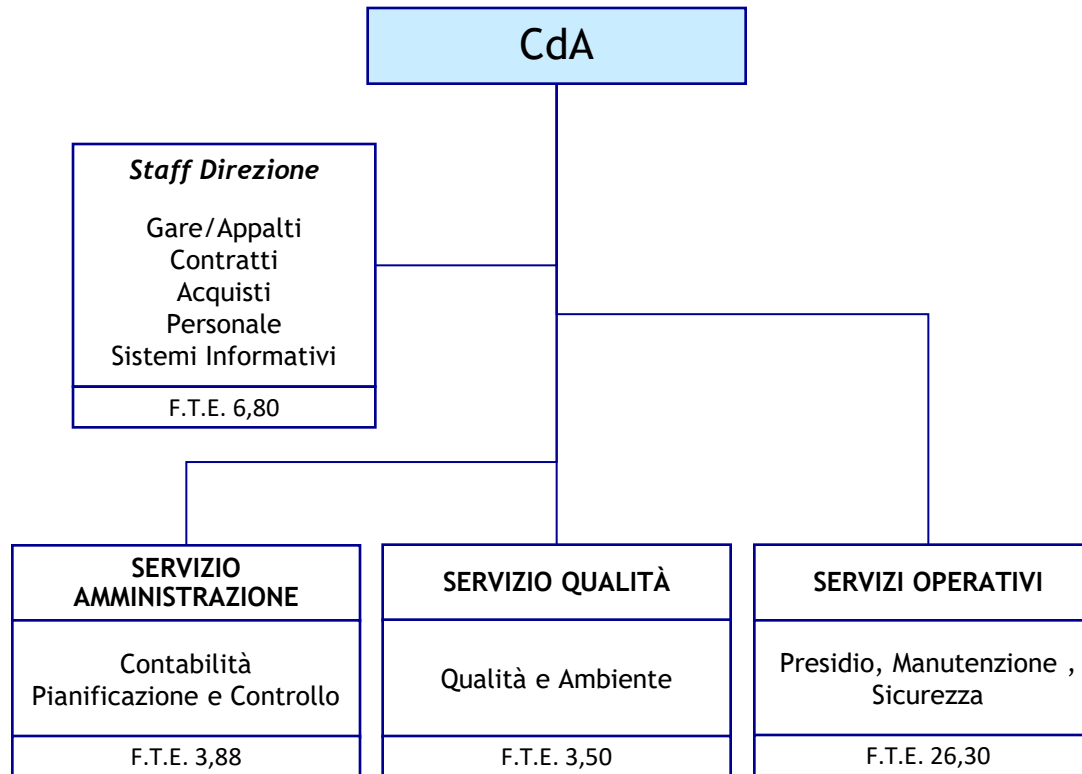 CdA
Staff Direzione
Gare/Appalti
Contratti
Acquisti
Personale
Sistemi Informativi
F.T.E. 6,80
SERVIZIO
AMMINISTRAZIONE
Contabilità
Pianificazione e Controllo
F.T.E. 3,88
SERVIZIO QUALITÀ
Qualità e Ambiente
F.T.E. 3,50
SERVIZI OPERATIVI
Presidio, Manutenzione ,
Sicurezza
F.T.E. 26,30